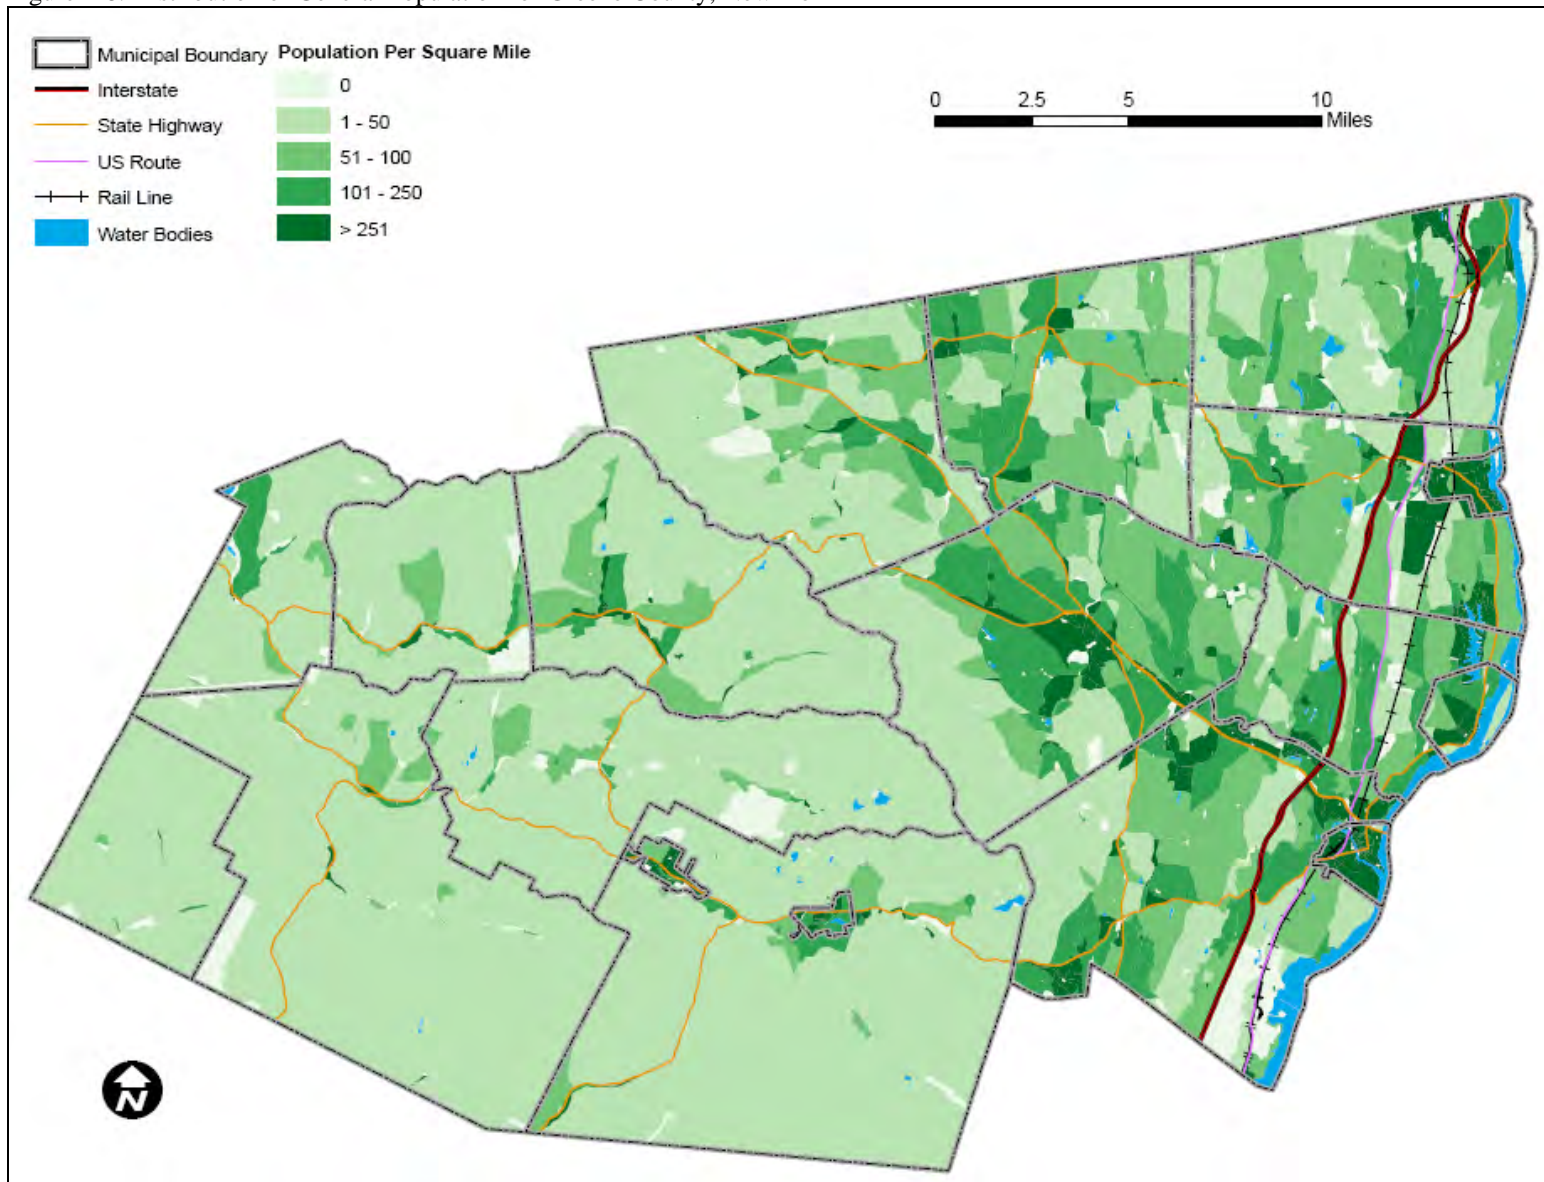 Municipal Boundary
Interstate
State Highway
US Route
Rail Line
Water Bodies
Population Per Square Mile
0
1 - 50
51 - 100
101 - 250
> 251
0 2.5 5 10
Miles
N